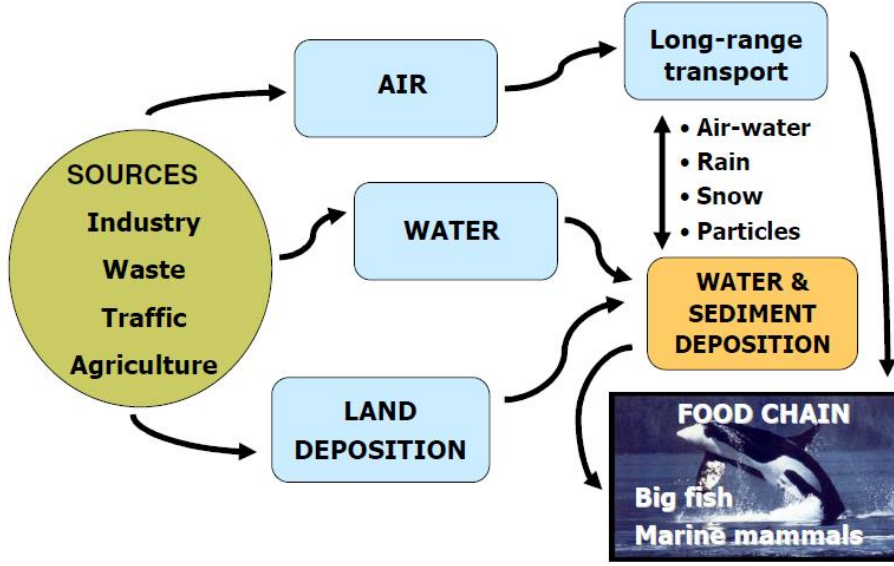 SOURCES
Industry
Waste
Traffic
Agriculture
AIR
WATER
LAND
DEPOSITION
Long-range
transport
• Air-water
• Rain
• Snow
• Particles
WATER &
SEDIMENT
DEPOSITION
FOOD CHAIN
Big fish
Marine mammals